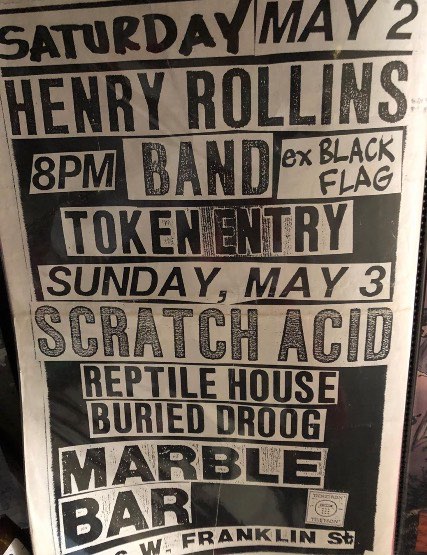 SATURDAY MAY 2
HENRY ROLLINS
8PM BAND ex BLACK FLAG
TOKEN ENTRY
SUNDAY, MAY 3
SCRATCH ACID
REPTILE HOUSE
BURIED DROOG
MARBLE
BAR
W. FRANKLIN St